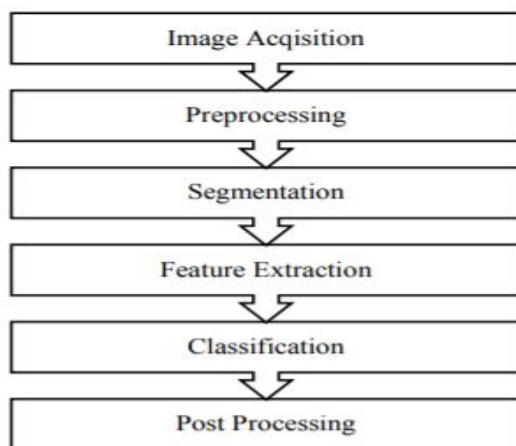 Image Acqisition
Preprocessing
Segmentation
Feature Extraction
Classification
Post Processing